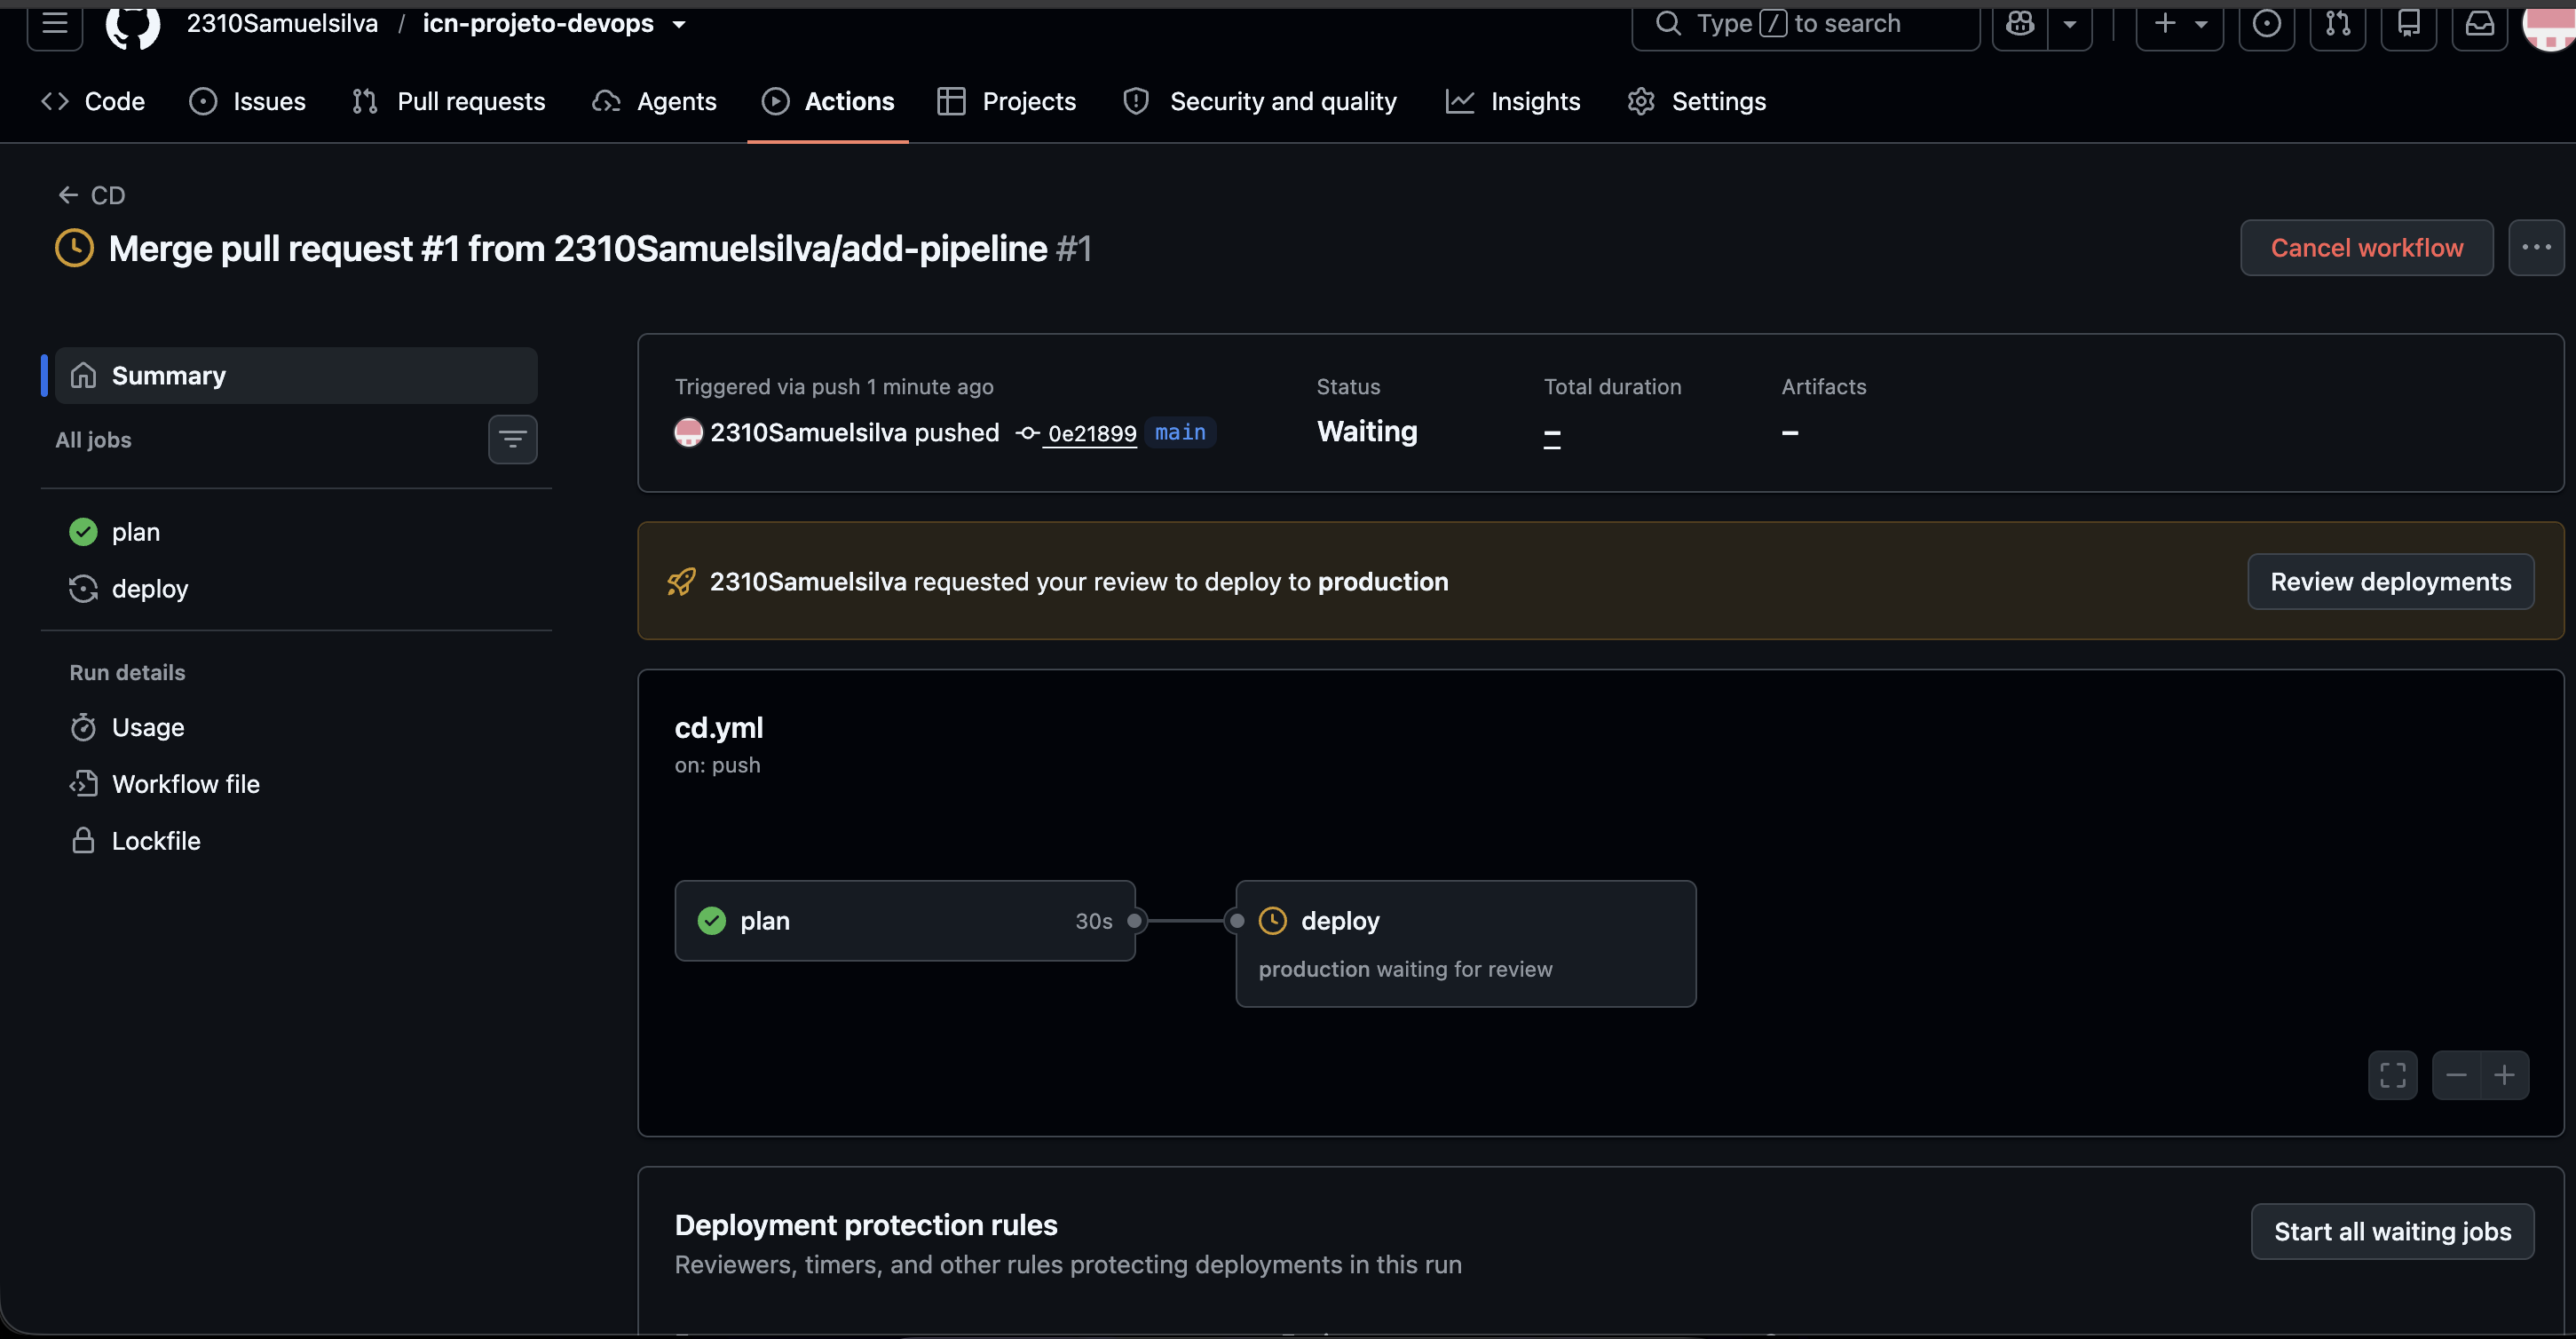 2310Samuelsilva / icn-projeto-devops
Type / to search
Code Issues Pull requests Agents Actions Projects Security and quality Insights Settings
CD
Merge pull request #1 from 2310Samuelsilva/add-pipeline #1
Cancel workflow
Summary
All jobs
plan
deploy
Run details
Usage
Workflow file
Lockfile
Triggered via push 1 minute ago
2310Samuelsilva pushed 0e21899 main
Status
Waiting
Total duration
–
Artifacts
–
2310Samuelsilva requested your review to deploy to production
Review deployments
cd.yml
on: push
plan 30s
deploy
production waiting for review
Deployment protection rules
Reviewers, timers, and other rules protecting deployments in this run
Start all waiting jobs